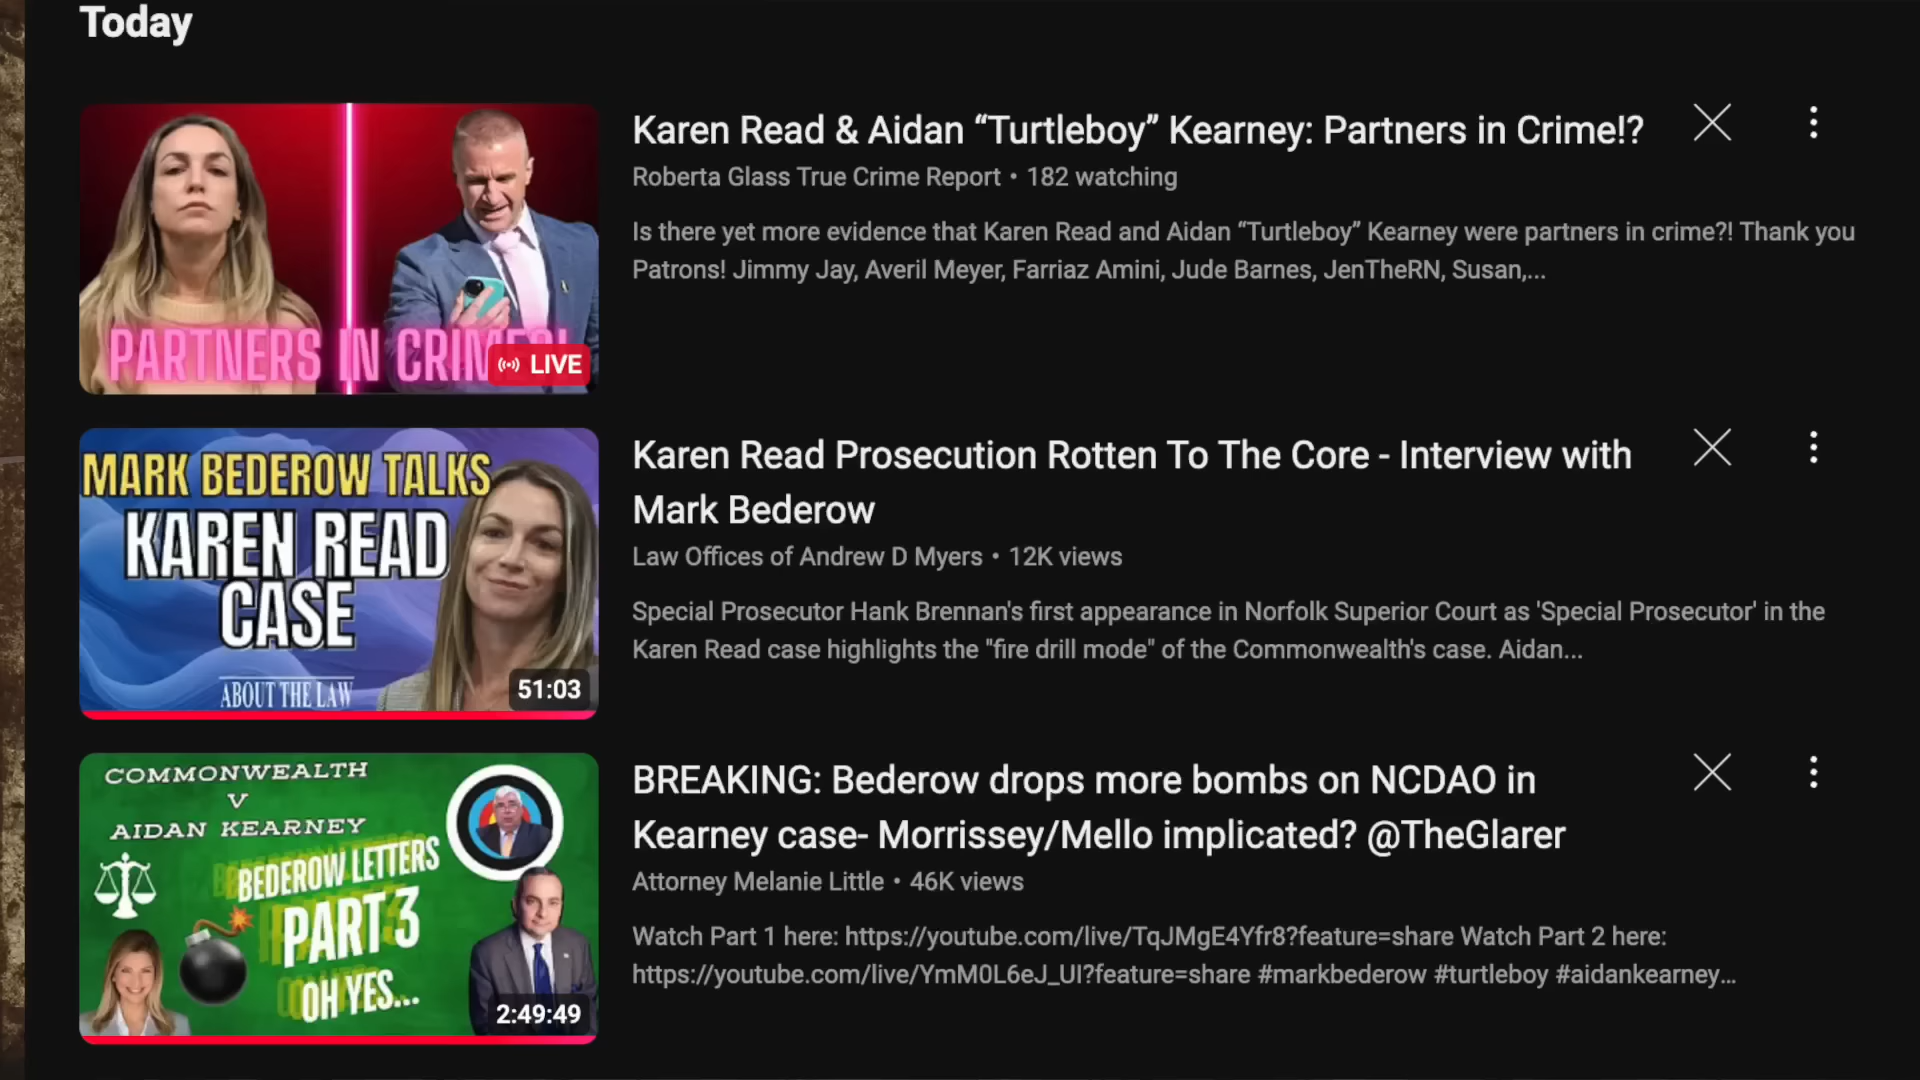 Today
PARTNERS IN CRIME!
LIVE
Karen Read & Aidan “Turtleboy” Kearney: Partners in Crime!?
Roberta Glass True Crime Report • 182 watching
Is there yet more evidence that Karen Read and Aidan “Turtleboy” Kearney were partners in crime?! Thank you
Patrons! Jimmy Jay, Averil Meyer, Farriaz Amini, Jude Barnes, JenTheRN, Susan,...
MARK BEDEROW TALKS
KAREN READ
CASE
ABOUT THE LAW
51:03
Karen Read Prosecution Rotten To The Core - Interview with
Mark Bederow
Law Offices of Andrew D Myers • 12K views
Special Prosecutor Hank Brennan's first appearance in Norfolk Superior Court as 'Special Prosecutor' in the
Karen Read case highlights the "fire drill mode" of the Commonwealth's case. Aidan...
COMMONWEALTH
V
AIDAN KEARNEY
BEDEROW LETTERS
PART 3
OH YES...
2:49:49
BREAKING: Bederow drops more bombs on NCDAO in
Kearney case- Morrissey/Mello implicated? @TheGlarer
Attorney Melanie Little • 46K views
Watch Part 1 here: https://youtube.com/live/TqJMgE4Yfr8?feature=share Watch Part 2 here:
https://youtube.com/live/YmM0L6eJ_UI?feature=share #markbederow #turtleboy #aidankearney...